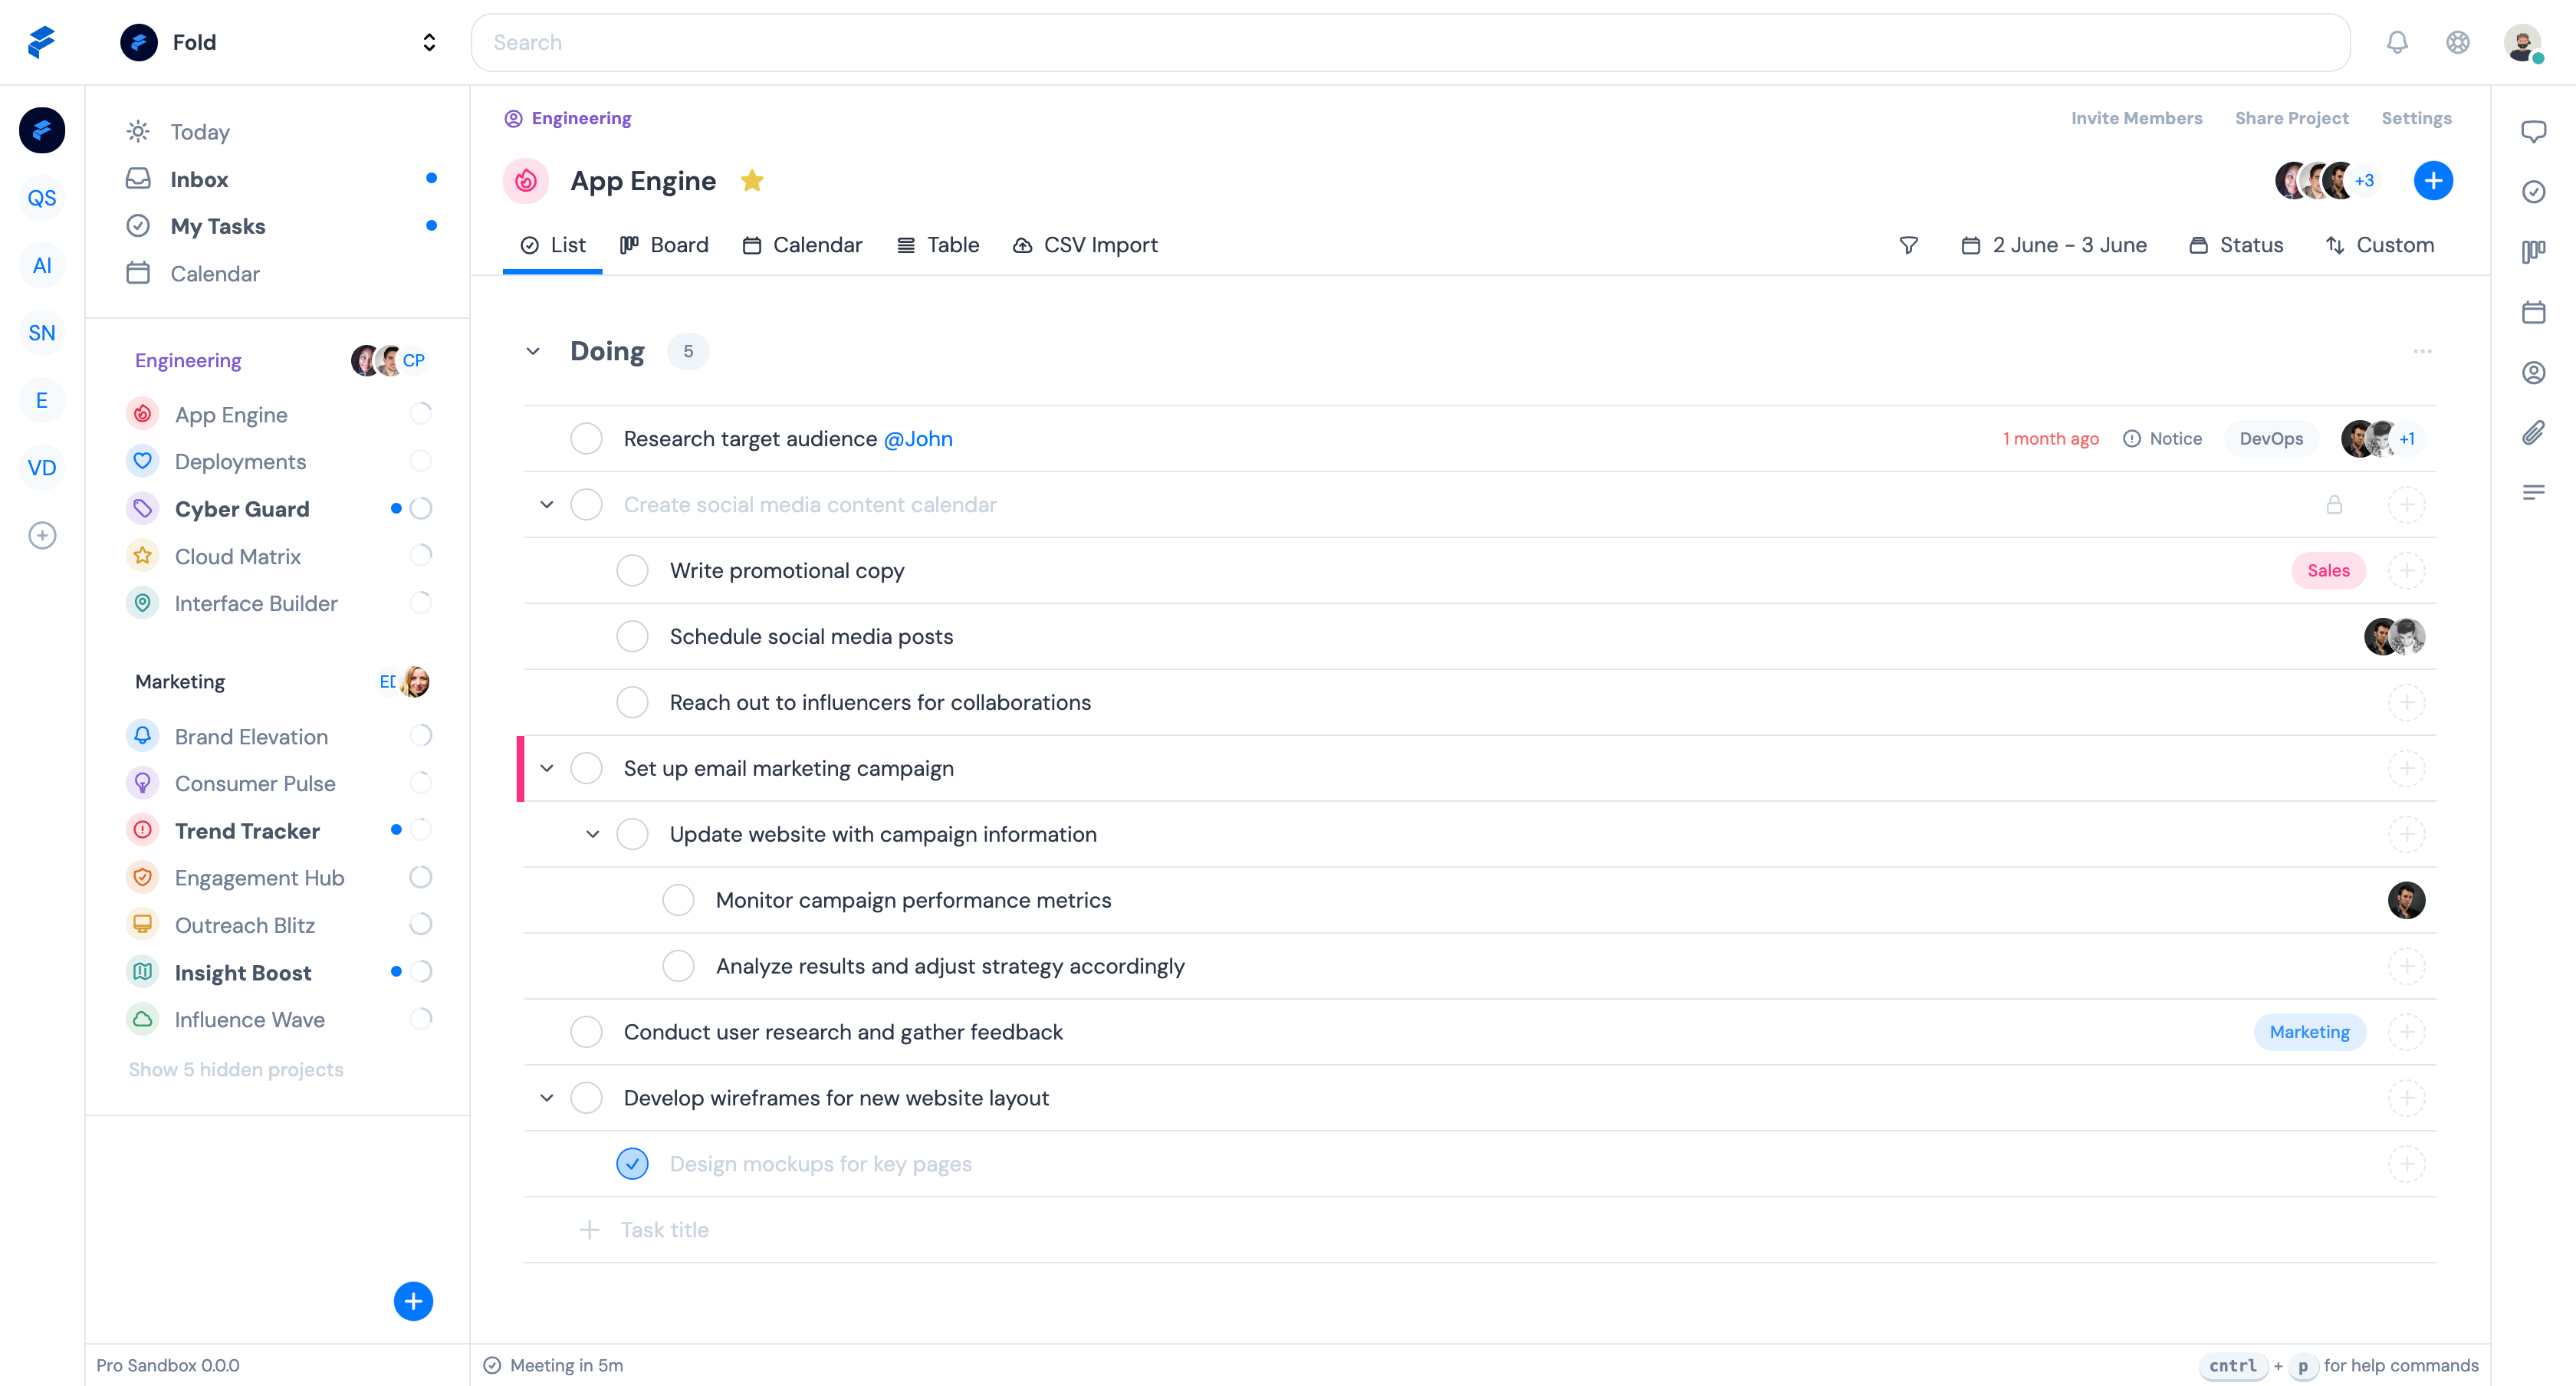 Fold
Search
QS
AI
SN
E
VD
Today
Inbox
My Tasks
Calendar
Engineering CP
App Engine
Deployments
Cyber Guard
Cloud Matrix
Interface Builder
Marketing ED
Brand Elevation
Consumer Pulse
Trend Tracker
Engagement Hub
Outreach Blitz
Insight Boost
Influence Wave
Show 5 hidden projects
Pro Sandbox 0.0.0
Engineering Invite Members Share Project Settings
App Engine +3
List Board Calendar Table CSV Import 2 June - 3 June Status Custom
Doing 5
Research target audience @John 1 month ago Notice DevOps +1
Create social media content calendar
Write promotional copy Sales
Schedule social media posts
Reach out to influencers for collaborations
Set up email marketing campaign
Update website with campaign information
Monitor campaign performance metrics
Analyze results and adjust strategy accordingly
Conduct user research and gather feedback Marketing
Develop wireframes for new website layout
Design mockups for key pages
Task title
Meeting in 5m cntrl + p for help commands